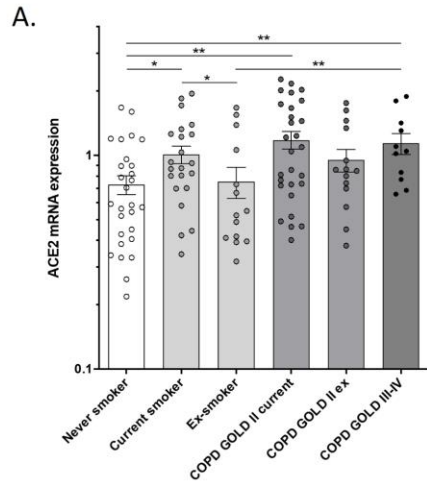 A.
**
**
*
*
**
ACE2 mRNA expression
1
0.1
Never smoker
Current smoker
Ex-smoker
COPD GOLD II current
COPD GOLD II ex
COPD GOLD III-IV